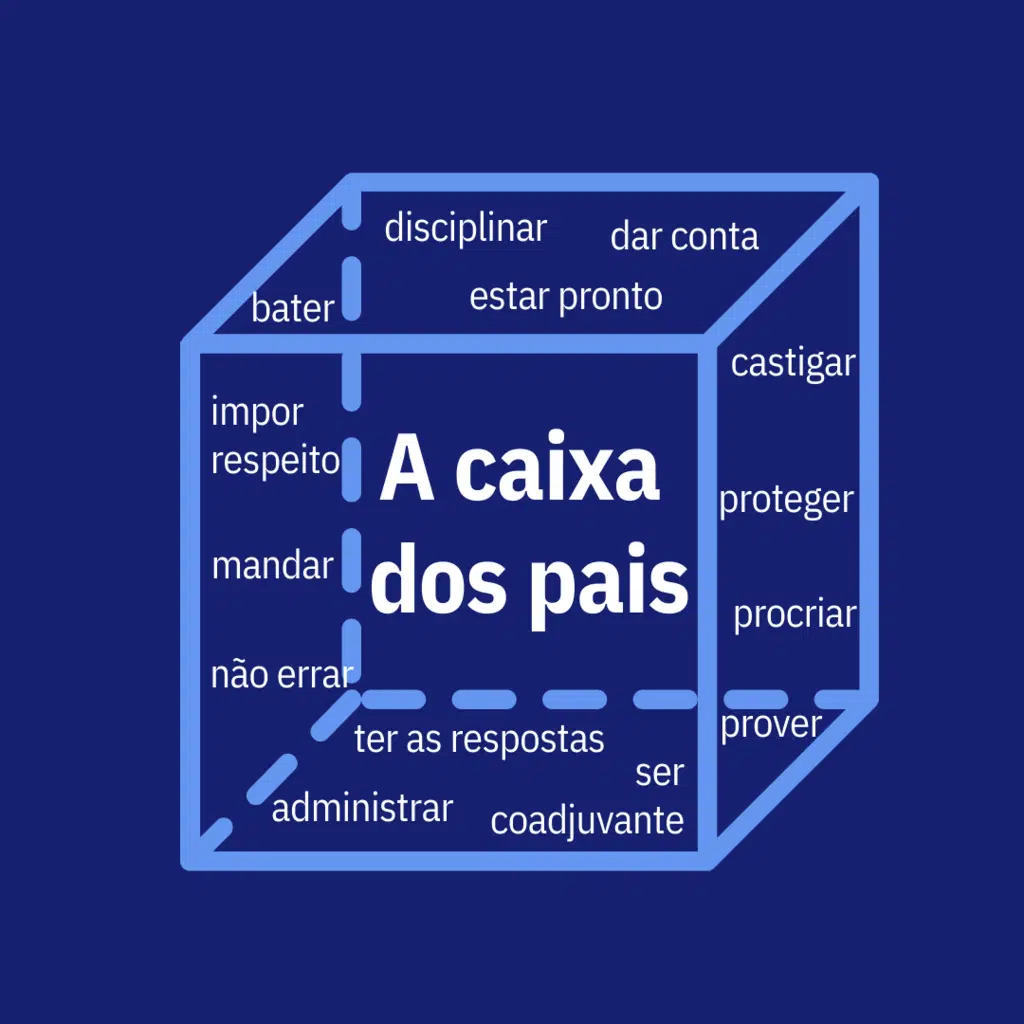 disciplinar
dar conta
estar pronto
bater
castigar
impor
respeito
A caixa
dos pais
proteger
mandar
procriar
não errar
prover
ter as respostas
ser
coadjuvante
administrar